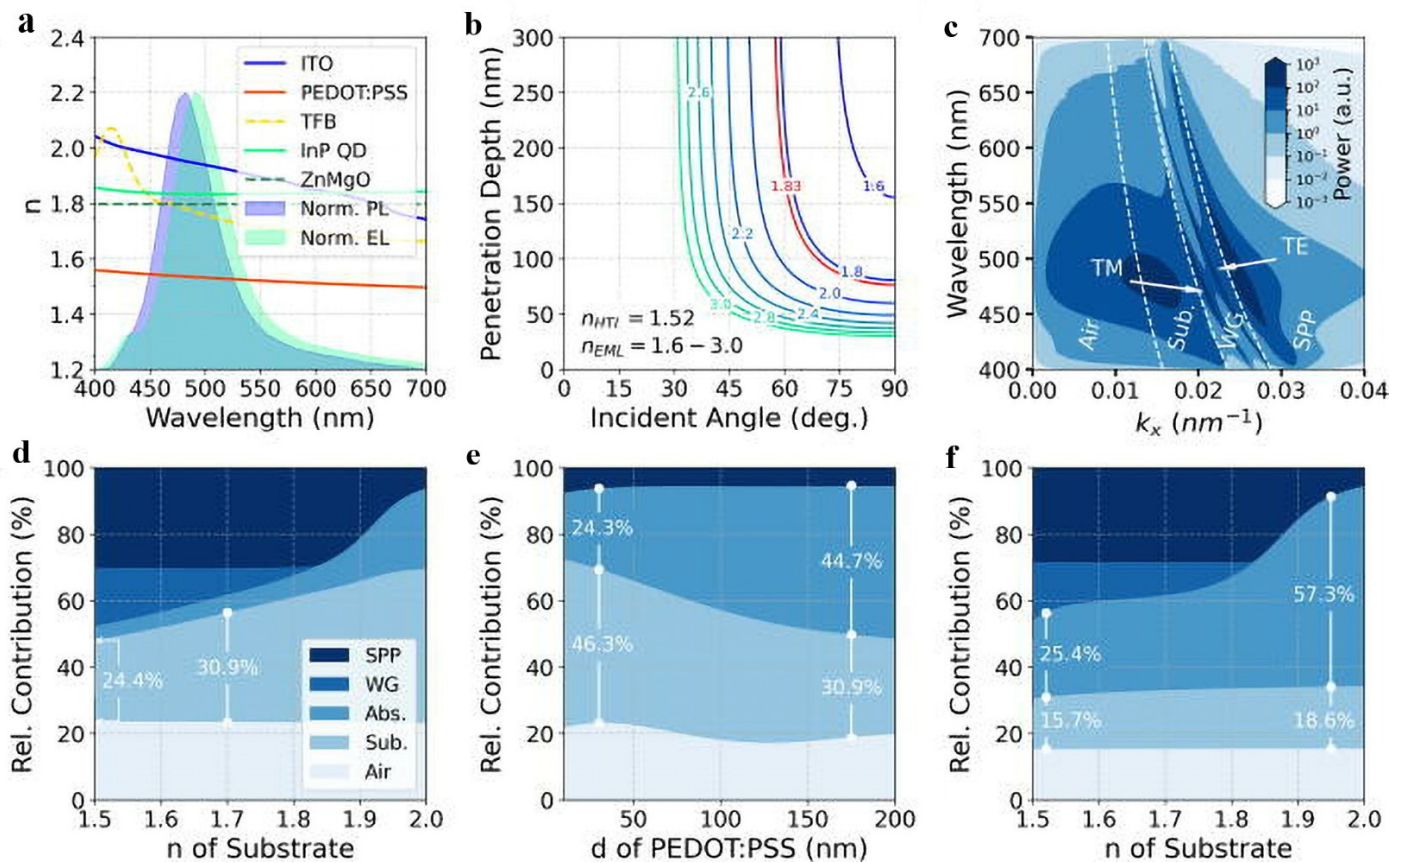 a
2.4
2.2
2.0
1.8
1.6
1.4
1.2
n
400 450 500 550 600 650 700
Wavelength (nm)
ITO
PEDOT:PSS
TFB
InP QD
ZnMgO
Norm. PL
Norm. EL
b
300
250
200
150
100
50
0
Penetration Depth (nm)
0 15 30 45 60 75 90
Incident Angle (deg.)
2.6
1.83
1.6
2.2
1.8
2.0
3.0
2.8
2.4
n_HTI = 1.52
n_EML = 1.6 − 3.0
c
700
650
600
550
500
450
400
Wavelength (nm)
0.00 0.01 0.02 0.03 0.04
k_x (nm⁻¹)
10³
10²
10¹
10⁰
10⁻¹
10⁻²
10⁻³
Power (a.u.)
TE
TM
Air
Sub.
WG
SPP
d
100
80
60
40
20
0
Rel. Contribution (%)
1.5 1.6 1.7 1.8 1.9 2.0
n of Substrate
24.4%
30.9%
SPP
WG
Abs.
Sub.
Air
e
100
80
60
40
20
0
Rel. Contribution (%)
50 100 150 200
d of PEDOT:PSS (nm)
24.3%
44.7%
46.3%
30.9%
f
100
80
60
40
20
0
Rel. Contribution (%)
1.5 1.6 1.7 1.8 1.9 2.0
n of Substrate
57.3%
25.4%
15.7%
18.6%